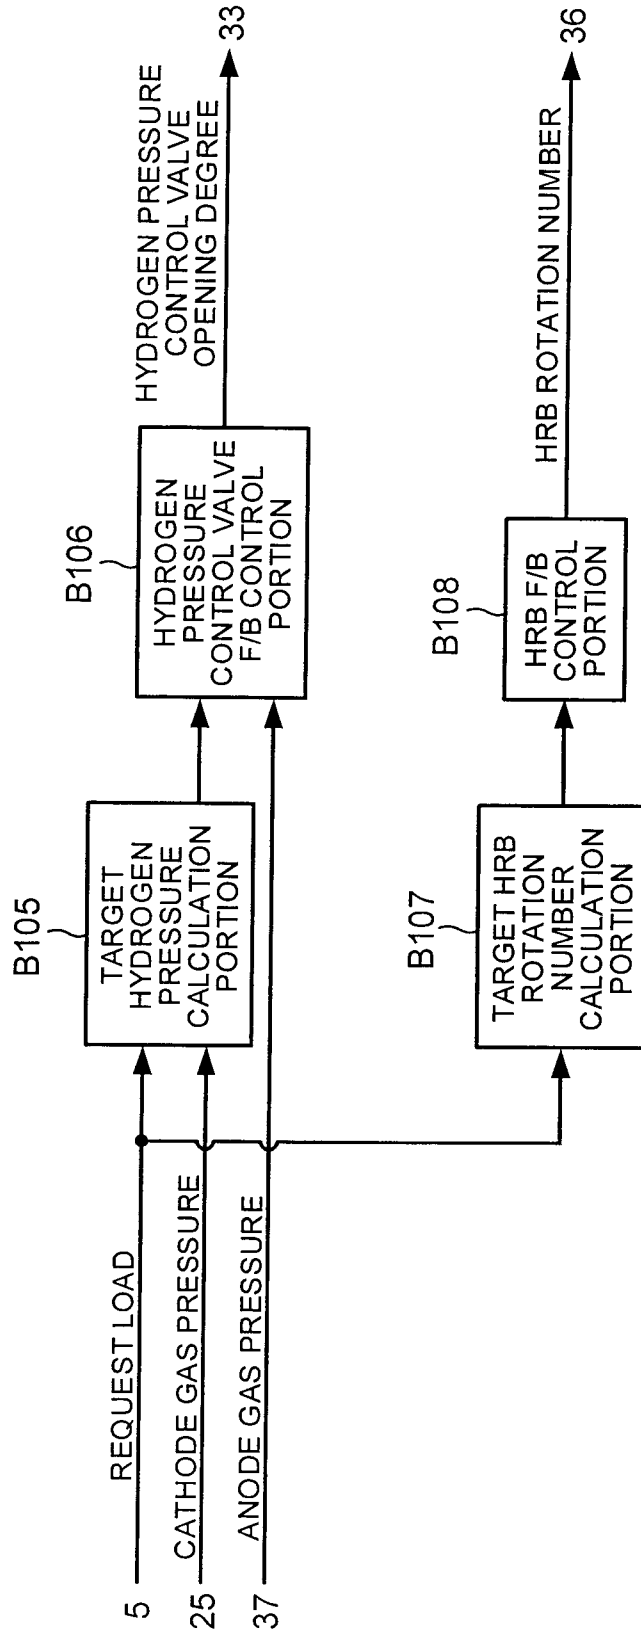 5
REQUEST LOAD
25
CATHODE GAS PRESSURE
37
ANODE GAS PRESSURE
B105
TARGET
HYDROGEN
PRESSURE
CALCULATION
PORTION
B106
HYDROGEN
PRESSURE
CONTROL VALVE
F/B CONTROL
PORTION
HYDROGEN PRESSURE
CONTROL VALVE
OPENING DEGREE
33
B107
TARGET HRB
ROTATION
NUMBER
CALCULATION
PORTION
B108
HRB F/B
CONTROL
PORTION
HRB ROTATION NUMBER
36